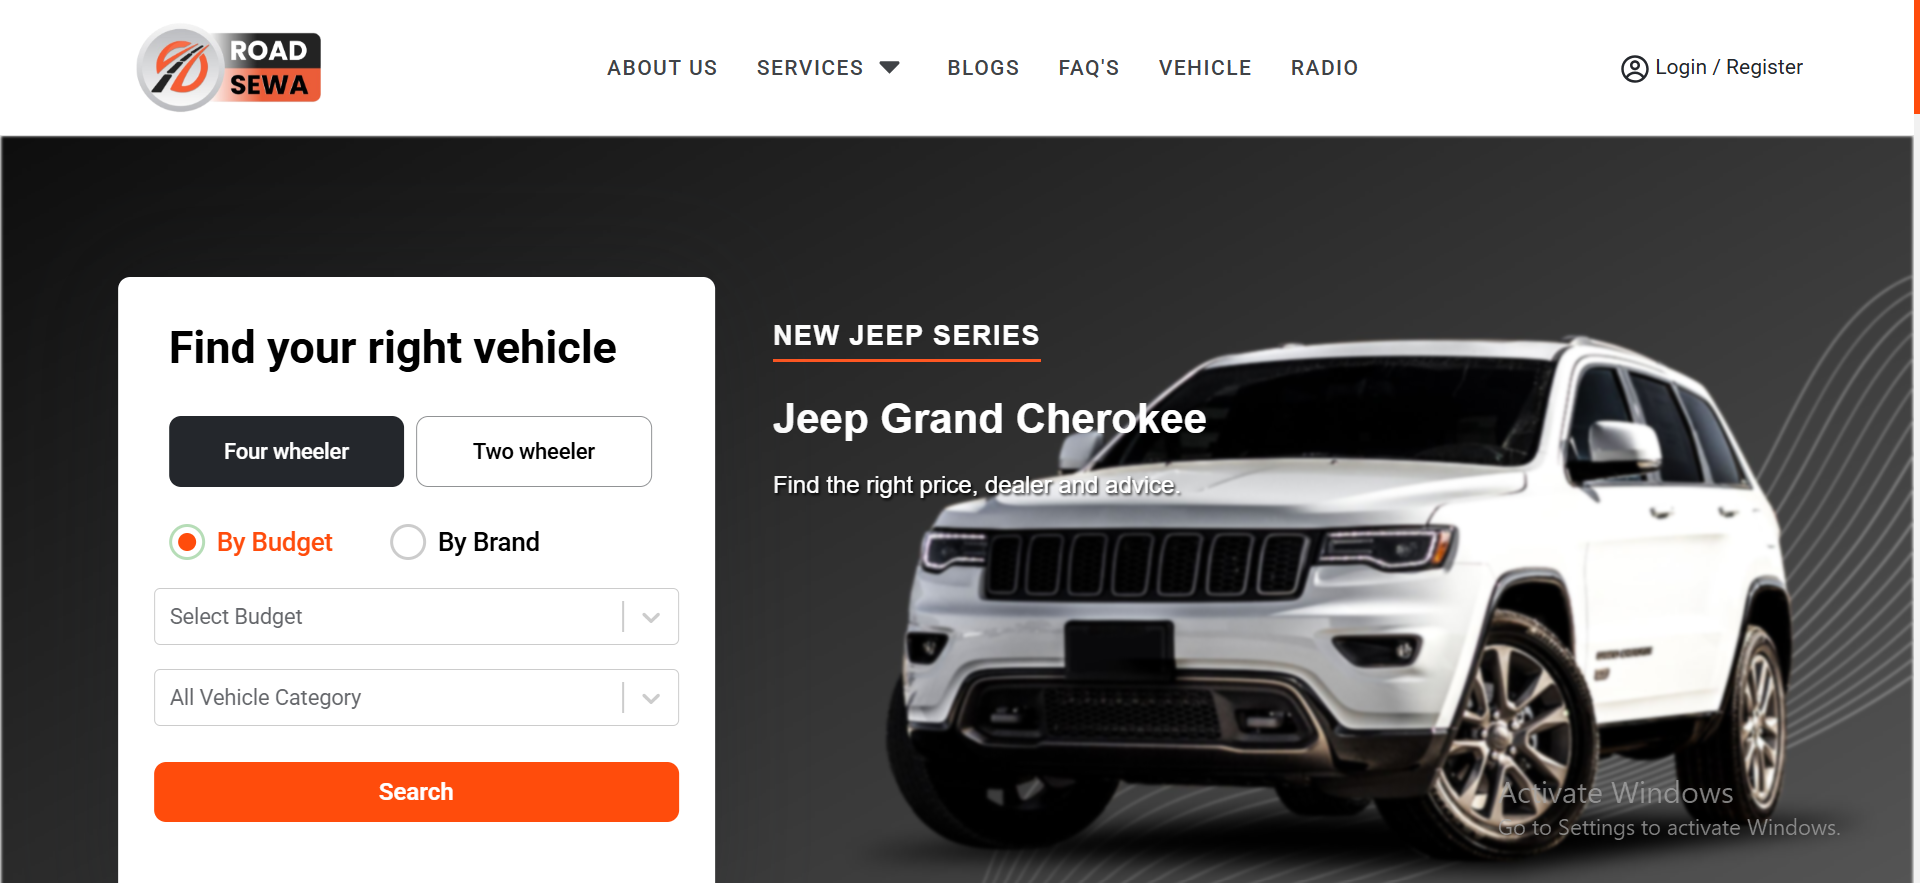 ROAD
SEWA
ABOUT US
SERVICES
BLOGS
FAQ'S
VEHICLE
RADIO
Login / Register
Find your right vehicle
Four wheeler
Two wheeler
By Budget
By Brand
Select Budget
All Vehicle Category
Search
NEW JEEP SERIES
Jeep Grand Cherokee
Find the right price, dealer and advice.
Activate Windows
Go to Settings to activate Windows.